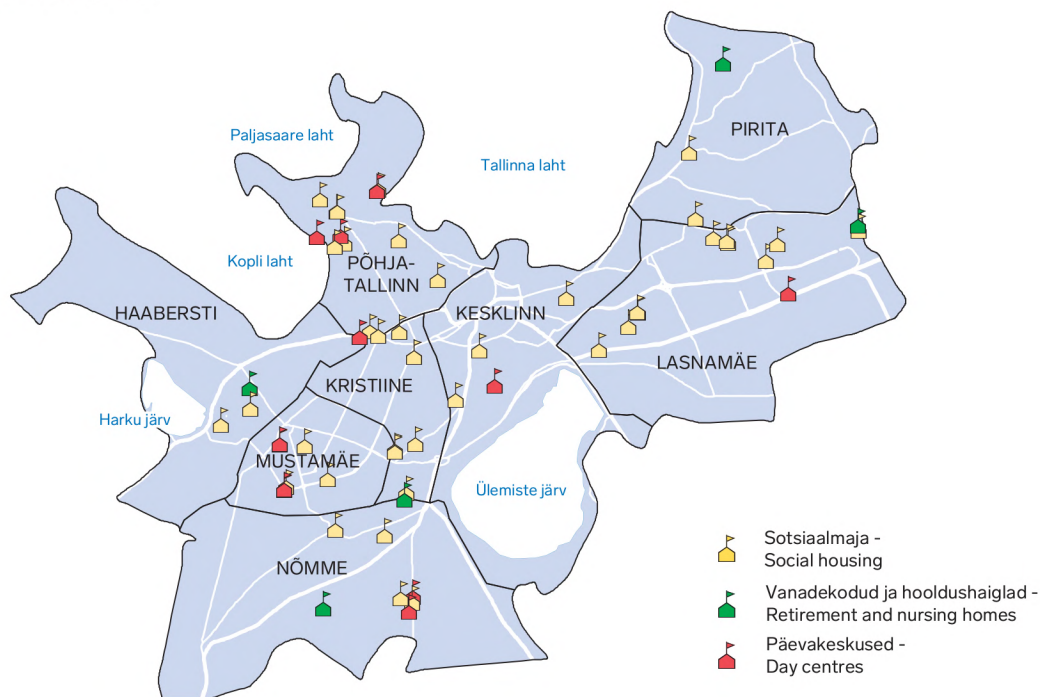 PIRITA
Paljasaare laht
Tallinna laht
Kopli laht
PÕHJA-
TALLINN
HAABERSTI
KESKLINN
LASNAMÄE
KRISTIINE
Harku järv
MUSTAMÄE
Ülemiste järv
NÕMME
Sotsiaalmaja -
Social housing
Vanadekodud ja hooldushaiglad -
Retirement and nursing homes
Päevakeskused -
Day centres